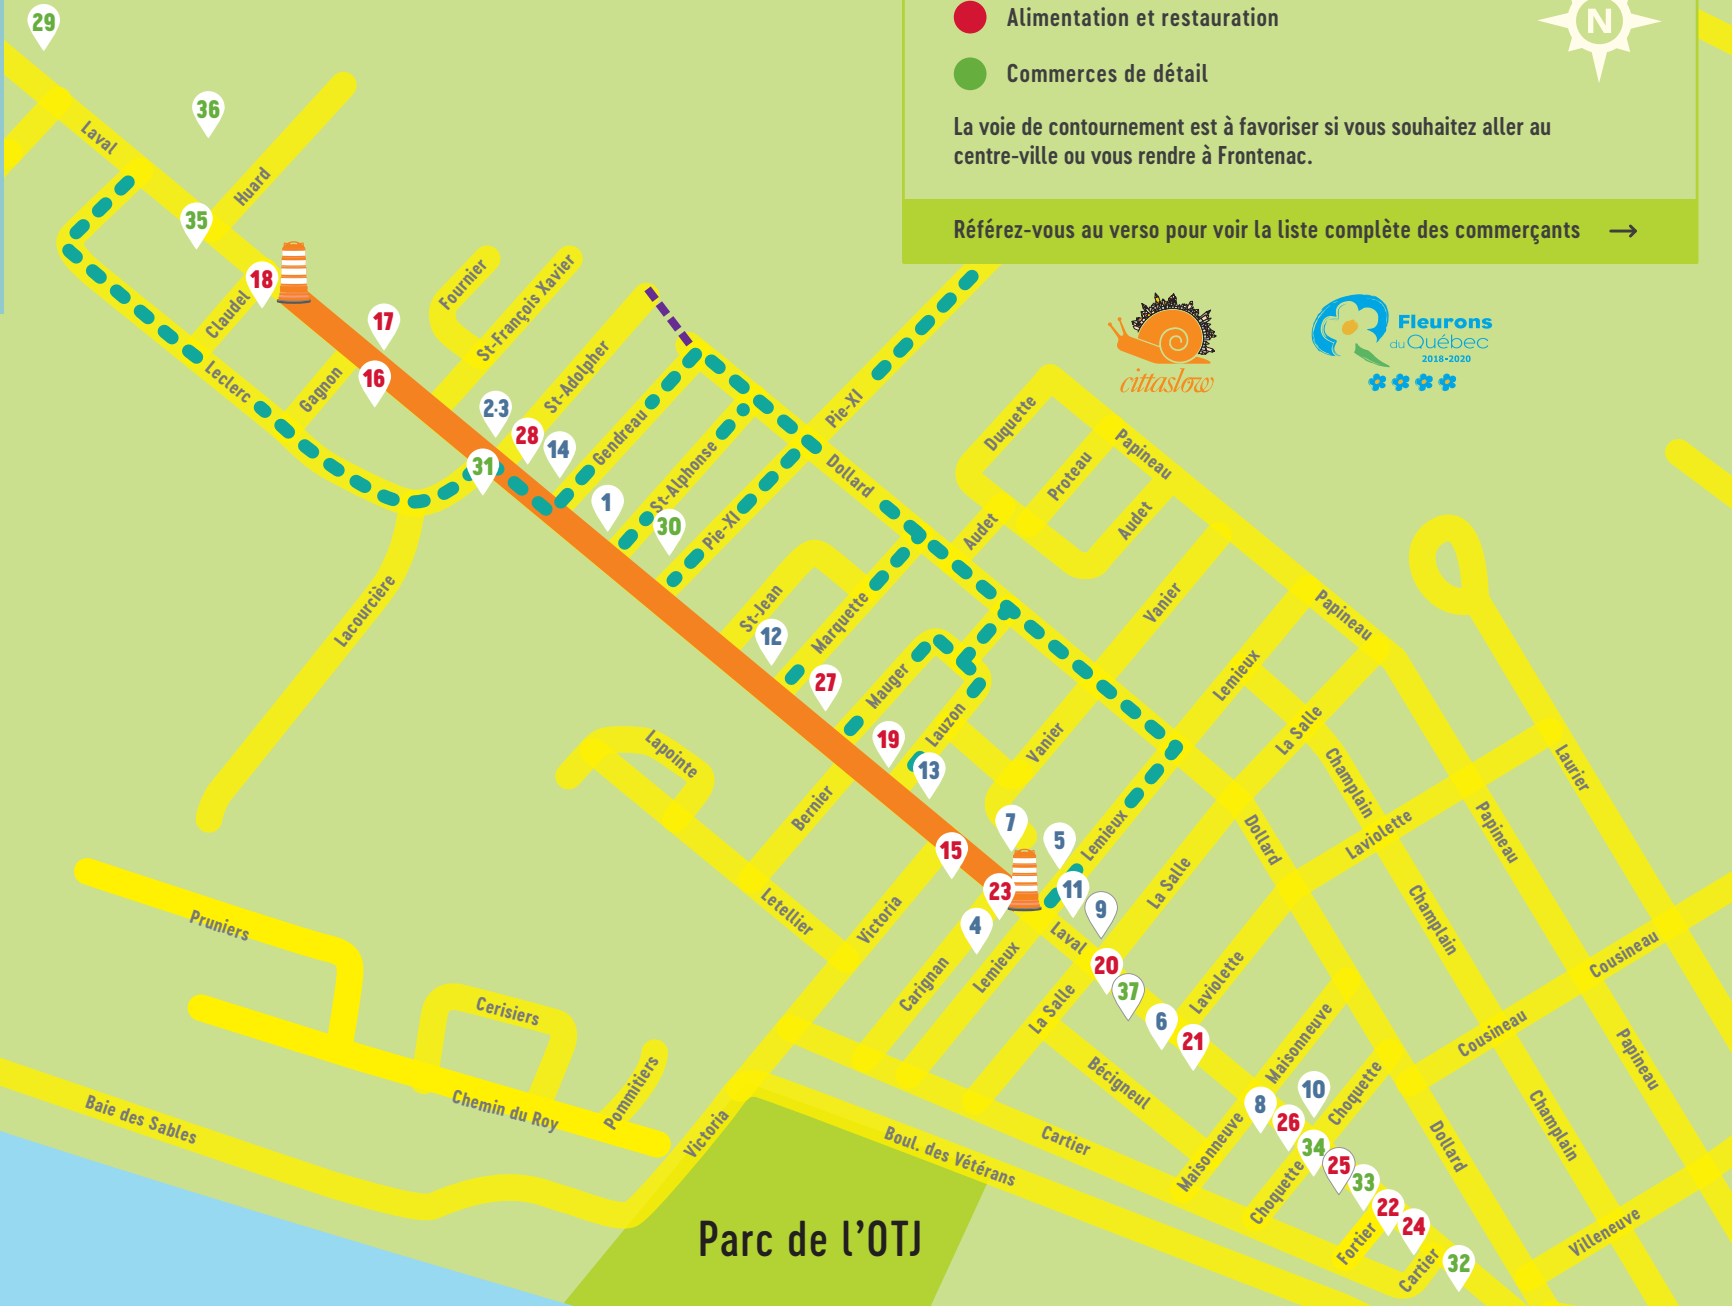 29
Alimentation et restauration
N
Commerces de détail
La voie de contournement est à favoriser si vous souhaitez aller au
centre-ville ou vous rendre à Frontenac.
Référez-vous au verso pour voir la liste complète des commerçants →
36
Laval
Huard
35
18
Claudel
17
Fournier
St-François Xavier
cittaslow
Fleurons
du Québec
2018-2020
Leclerc
Gagnon
16
St-Adolpher
2·3
28
14
31
Gendreau
St-Alphonse
Pie-XI
Pie-XI
Dollard
1
30
Duquette
Proteau
Papineau
Audet
Audet
Lacourcière
St-Jean
12
Marquette
27
Vanier
Papineau
Mauger
Lauzon
19
13
Lemieux
La Salle
Vanier
Lapointe
Bernier
7
5
Lemieux
Champlain
Laurier
Dollard
Laviolette
Papineau
15
23
11
9
4
La Salle
Letellier
Victoria
Laval
Champlain
Pruniers
Carignan
Lemieux
20
37
Laviolette
Cousineau
Cerisiers
La Salle
6
21
Maisonneuve
Cousineau
Papineau
Pommitiers
Chemin du Roy
Bécigneul
10
Choquette
8
26
Baie des Sables
Victoria
Cartier
Boul. des Vétérans
Maisonneuve
34
25
33
Dollard
Champlain
Choquette
22
24
Parc de l'OTJ
Fortier
Cartier
32
Villeneuve